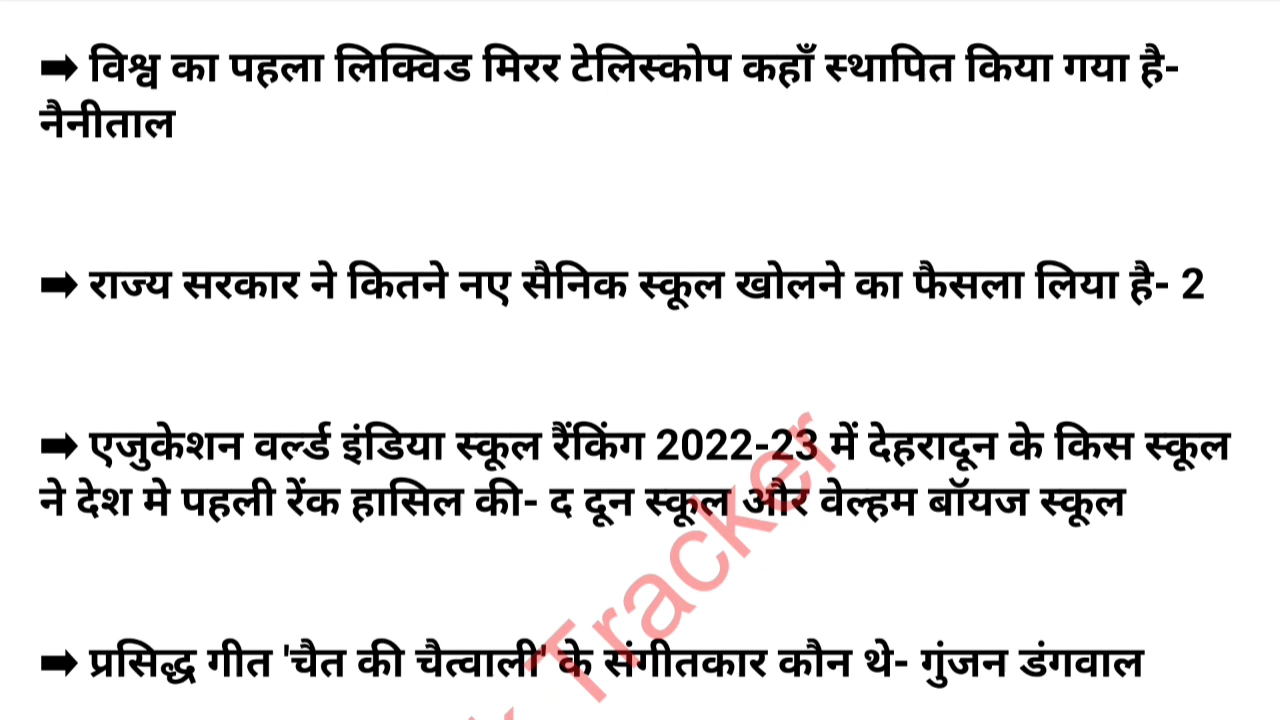 ➡ विश्व का पहला लिक्विड मिरर टेलिस्कोप कहाँ स्थापित किया गया है-
नैनीताल
➡ राज्य सरकार ने कितने नए सैनिक स्कूल खोलने का फैसला लिया है- 2
➡ एजुकेशन वर्ल्ड इंडिया स्कूल रैंकिंग 2022-23 में देहरादून के किस स्कूल
ने देश मे पहली रेंक हासिल की- द दून स्कूल और वेल्हम बॉयज स्कूल
➡ प्रसिद्ध गीत 'चैत की चैत्वाली' के संगीतकार कौन थे- गुंजन डंगवाल
Tracker